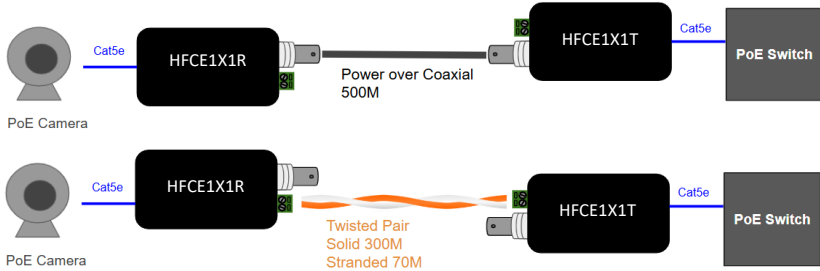 Cat5e
HFCE1X1R
HFCE1X1T
Cat5e
PoE Switch
Power over Coaxial
500M
PoE Camera
Cat5e
HFCE1X1R
HFCE1X1T
Cat5e
PoE Switch
Twisted Pair
Solid 300M
Stranded 70M
PoE Camera